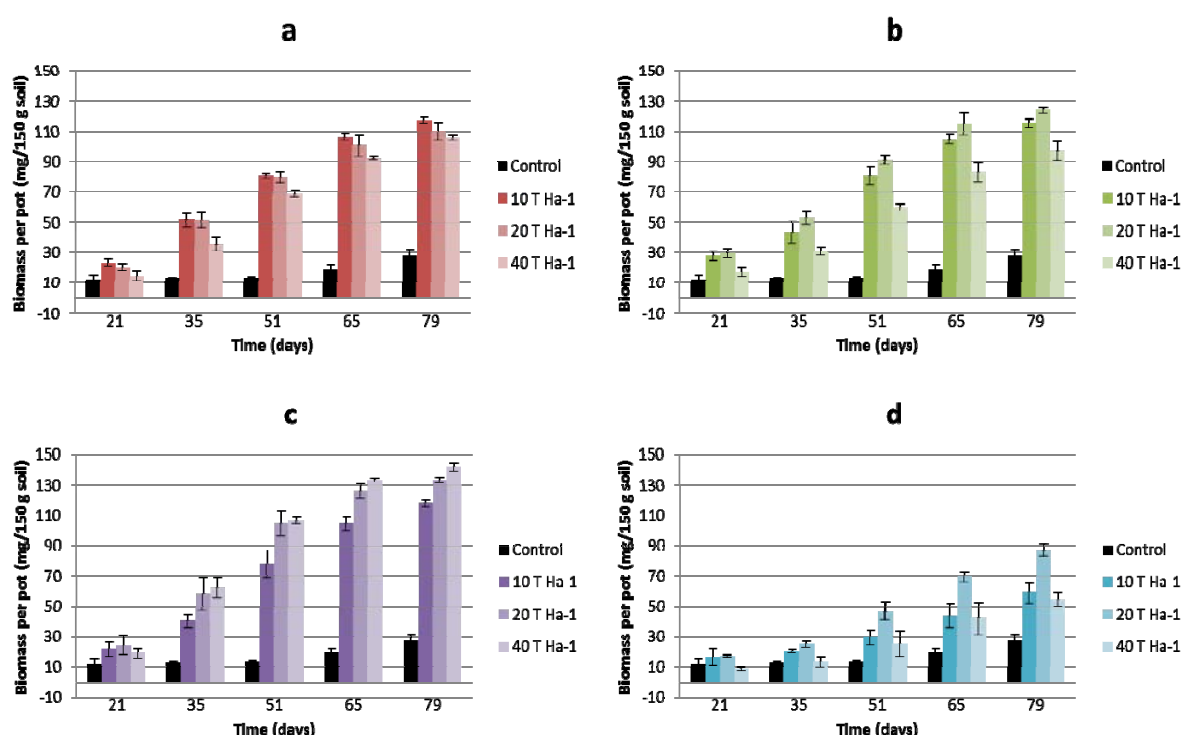 a
Biomass per pot (mg/150 g soil)
150
130
110
90
70
50
30
10
-10
21 35 51 65 79
Time (days)
Control
10 T Ha-1
20 T Ha-1
40 T Ha-1
b
Biomass per pot (mg/150 g soil)
150
130
110
90
70
50
30
10
-10
21 35 51 65 79
Time (days)
Control
10 T Ha-1
20 T Ha-1
40 T Ha-1
c
Biomass per pot (mg/150 g soil)
150
130
110
90
70
50
30
10
-10
21 35 51 65 79
Time (days)
Control
10 T Ha 1
20 T Ha-1
40 T Ha-1
d
Biomass per pot (mg/150 g soil)
150
130
110
90
70
50
30
10
-10
21 35 51 65 79
Time (days)
Control
10 T Ha 1
20 T Ha-1
40 T Ha-1